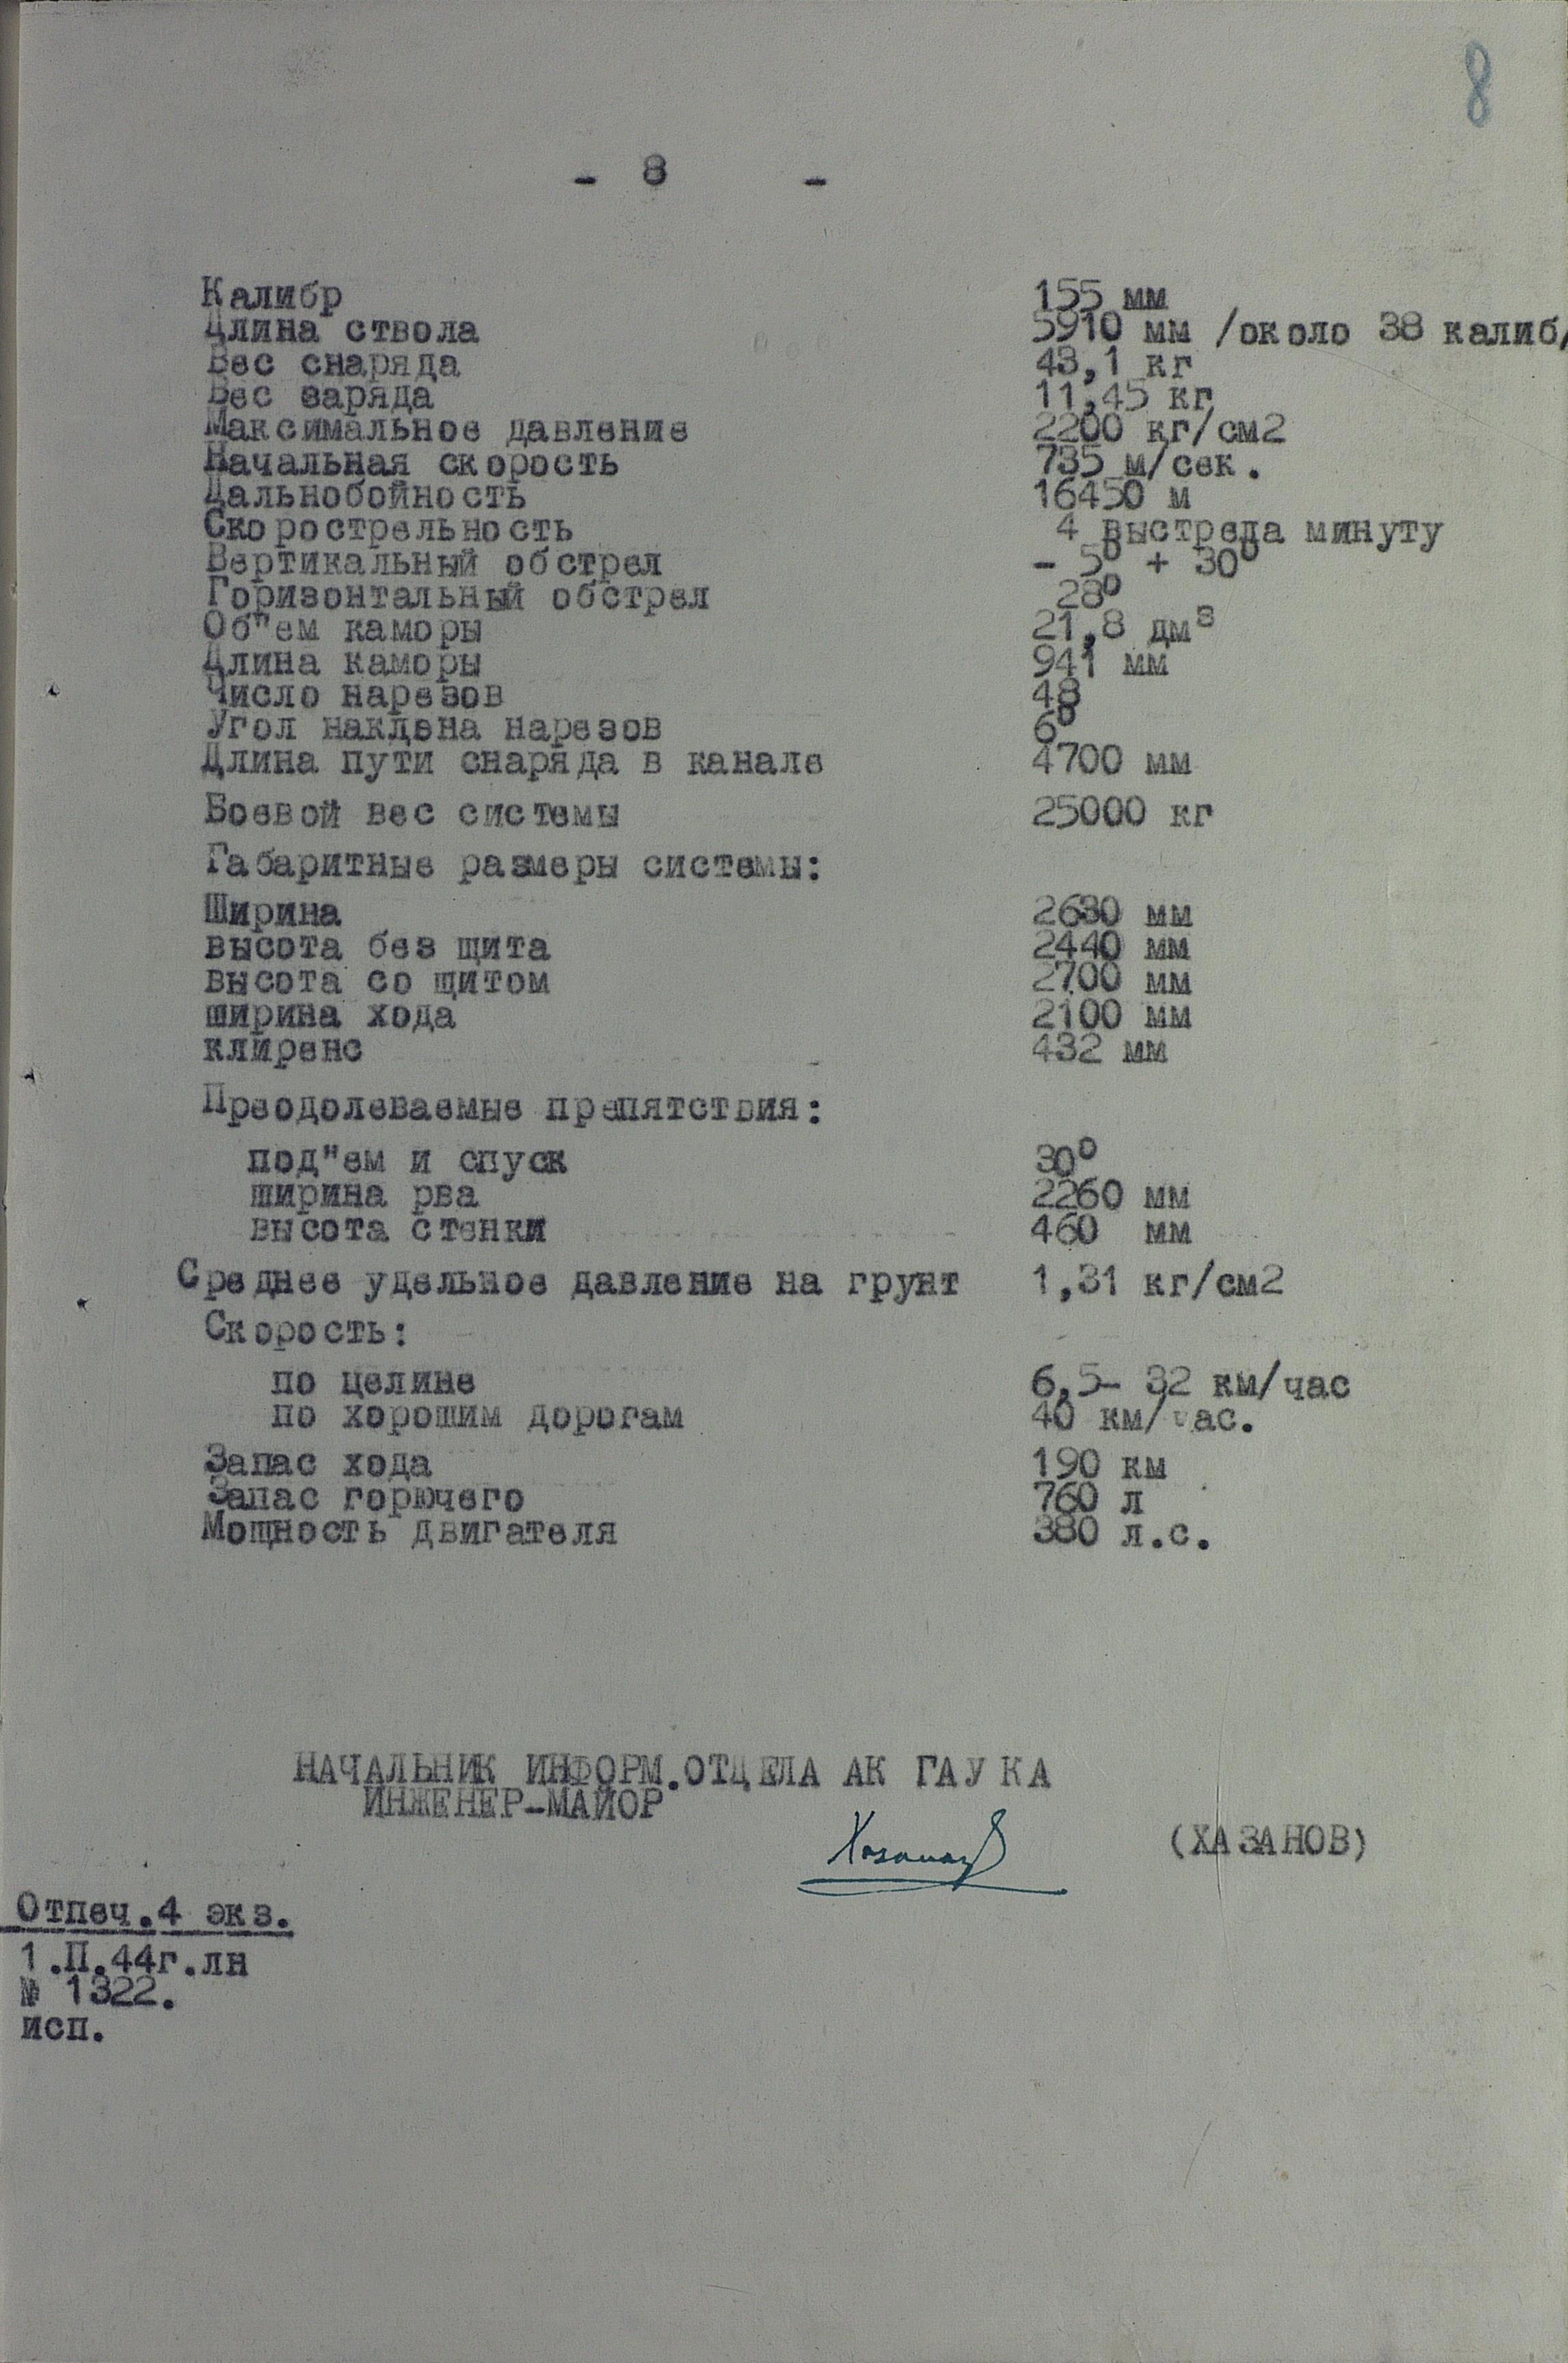 8
- 8 -
Калибр 155 мм
Длина ствола 5910 мм /около 38 калиб/
Вес снаряда 43,1 кг
Вес заряда 11,45 кг
Максимальное давление 2200 кг/см2
Начальная скорость 735 м/сек.
Дальнобойность 16450 м
Скорострельность 4 выстрела минуту
Вертикальный обстрел - 5° + 30°
Горизонтальный обстрел 28°
Об"ем каморы 21,8 дм³
Длина каморы 941 мм
Число нарезов 48
Угол накдона нарезов 6°
Длина пути снаряда в канале 4700 мм
Боевой вес системы 25000 кг
Габаритные размеры системы:
Ширина 2630 мм
высота без щита 2440 мм
высота со щитом 2700 мм
ширина хода 2100 мм
клиренс 432 мм
Преодолеваемые препятствия:
под"ем и спуск 30°
ширина рва 2260 мм
высота стенки 460 мм
Среднее удельное давление на грунт 1,31 кг/см2
Скорость:
по целине 6,5- 32 км/час
по хорошим дорогам 40 км/час.
Запас хода 190 км
Запас горючего 760 л
Мощность двигателя 380 л.с.
НАЧАЛЬНИК ИНФОРМ.ОТДЕЛА АК ГАУ КА
ИНЖЕНЕР-МАЙОР
Хазанов
(ХАЗАНОВ)
Отпеч.4 экз.
1.П.44г.лн
№ 1322.
исп.